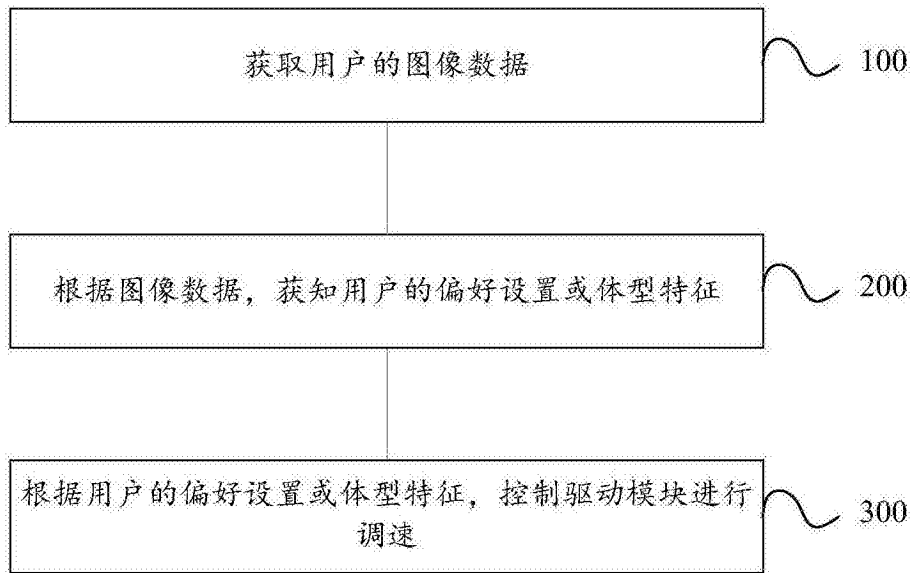 获取用户的图像数据
100
根据图像数据，获知用户的偏好设置或体型特征
200
根据用户的偏好设置或体型特征，控制驱动模块进行
调速
300